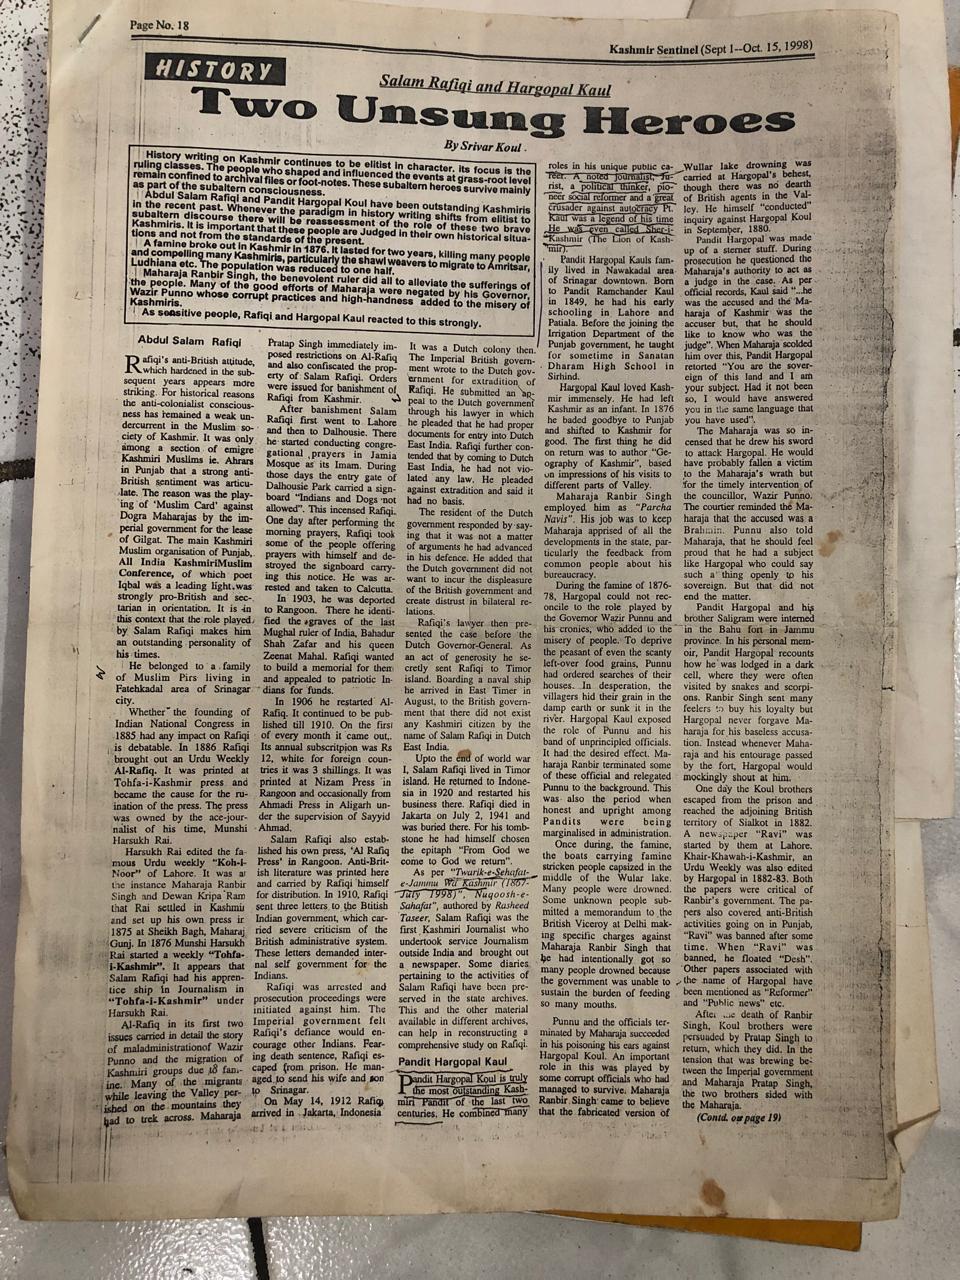 Page No. 18
Kashmir Sentinel (Sept 1--Oct. 15, 1998)
HISTORY
Salam Rafiqi and Hargopal Kaul
Two Unsung Heroes
By Srivar Koul
History writing on Kashmir continues to be elitist in character. its focus is the
ruling classes. The people who shaped and influenced the events at grass-root level
remain confined to archival files or foot-notes. These subaltern heroes survive mainly
as part of the subaltern consciousness.
Abdul Salam Rafiqi and Pandit Hargopal Koul have been outstanding Kashmiris
in the recent past. Whenever the paradigm in history writing shifts from elitist to
subaltern discourse there will be reassessment of the role of these two brave
Kashmiris. It is important that these people are Judged in their own historical situa-
tions and not from the standards of the present.
A famine broke out in Kashmir in 1876. It lasted for two years, killing many people
and compelling many Kashmiris, particularly the shawl weavers to migrate to Amritsar,
Ludhiana etc. The population was reduced to one half.
Maharaja Ranbir Singh, the benevolent ruler did all to alleviate the sufferings of
the people. Many of the good efforts of Maharaja were negated by his Governor,
Wazir Punno whose corrupt practices and high-handness added to the misery of
Kashmiris.
As sensitive people, Rafiqi and Hargopal Koul reacted to this strongly.
Abdul Salam Rafiqi
Rafiqi's anti-British attitude,
which hardened in the sub-
sequent years appears more
striking. For historical reasons
the anti-colonialist conscious-
ness has remained a weak un-
dercurrent in the Muslim so-
ciety of Kashmir. It was only
among a section of emigre
Kashmiri Muslims ie. Ahrars
in Punjab that a strong anti-
British sentiment was articu-
late. The reason was the play-
ing of 'Muslim Card' against
Dogra Maharajas by the im-
perial government for the lease
of Gilgat. The main Kashmiri
Muslim organisation of Punjab,
All India KashmiriMuslim
Conference, of which poet
Iqbal was a leading light was
strongly pro-British and sec-
tarian in orientation. It is in
this context that the role played
by Salam Rafiqi makes him
an outstanding personality of
his times.
He belonged to a family
of Muslim Pirs living in
Fatehkadal area of Srinagar
city.
Whether the founding of
Indian National Congress in
1885 had any impact on Rafiqi
is debatable. In 1886 Rafiqi
brought out an Urdu Weekly
Al-Rafiq. It was printed at
Tohfa-i-Kashmir press and
became the cause for the ru-
ination of the press. The press
was owned by the ace-jour-
nalist of his time, Munshi
Harsukh Rai.
Harsukh Rai edited the fa-
mous Urdu weekly "Koh-i-
Noor" of Lahore. It was at
the instance Maharaja Ranbir
Singh and Dewan Kripa Ram
that Rai settled in Kashmir
and set up his own press in
1875 at Sheikh Bagh, Maharaj
Gunj. In 1876 Munshi Harsukh
Rai started a weekly "Tohfa-
i-Kashmir". It appears that
Salam Rafiqi had his appren-
tice ship in Journalism in
"Tohfa-i-Kashmir" under
Harsukh Rai.
Al-Rafiq in its first two
issues carried in detail the story
of maladministrationof Wazir
Punno and the migration of
Kashmiri groups due to fam-
ine. Many of the migrants
while leaving the Valley per-
ished on the mountains they
had to trek across. Maharaja
Pratap Singh immediately im-
posed restrictions on Al-Rafiq
and also confiscated the prop-
erty of Salam Rafiqi. Orders
were issued for banishment of
Rafiqi from Kashmir.
After banishment Salam
Rafiqi first went to Lahore
and then to Dalhousie. There
he started conducting congre-
gational prayers in Jamia
Mosque as its Imam. During
those days the entry gate of
Dalhousie Park carried a sign-
board "Indians and Dogs not
allowed". This incensed Rafiqi.
One day after performing the
morning prayers, Rafiqi took
some of the people offering
prayers with himself and de-
stroyed the signboard carry-
ing this notice. He was ar-
rested and taken to Calcutta.
In 1903, he was deported
to Rangoon. There he identi-
fied the graves of the last
Mughal ruler of India, Bahadur
Shah Zafar and his queen
Zeenat Mahal. Rafiqi wanted
to build a memorial for them
and appealed to patriotic In-
dians for funds.
In 1906 he restarted Al-
Rafiq. It continued to be pub-
lished till 1910. On the first
of every month it came out,.
Its annual subscritpion was Rs
12, while for foreign coun-
tries it was 3 shillings. It was
printed at Nizam Press in
Rangoon and occasionally from
Ahmadi Press in Aligarh un-
der the supervision of Sayyid
Ahmad.
Salam Rafiqi also estab-
lished his own press, 'Al Rafiq
Press' in Rangoon. Anti-Brit-
ish literature was printed here
and carried by Rafiqi himself
for distribution. In 1910, Rafiqi
sent three letters to the British
Indian government, which car-
ried severe criticism of the
British administrative system.
These letters demanded inter-
nal self government for the
Indians.
Rafiqi was arrested and
prosecution proceedings were
initiated against him. The
Imperial government felt
Rafiqi's defiance would en-
courage other Indians. Fear-
ing death sentence, Rafiqi es-
caped from prison. He man-
aged to send his wife and son
to Srinagar.
On May 14, 1912 Rafiq
arrived in Jakarta, Indonesia
It was a Dutch colony then.
The Imperial British govern-
ment wrote to the Dutch gov-
ernment for extradition of
Rafiqi. He submitted an ap-
peal to the Dutch government
through his lawyer in which
he pleaded that he had proper
documents for entry into Dutch
East India. Rafiqi further con-
tended that by coming to Dutch
East India, he had not vio-
lated any law. He pleaded
against extradition and said it
had no basis.
The resident of the Dutch
government responded by say-
ing that it was not a matter
of arguments he had advanced
in his defence. He added that
the Dutch government did not
want to incur the displeasure
of the British government and
create distrust in bilateral re-
lations.
Rafiqi's lawyer then pre-
sented the case before the
Dutch Governor-General. As
an act of generosity he se-
cretly sent Rafiqi to Timor
island. Boarding a naval ship
he arrived in East Timer in
August, to the British govern-
ment that there did not exist
any Kashmiri citizen by the
name of Salam Rafiqi in Dutch
East India.
Upto the end of world war
I, Salam Rafiqi lived in Timor
island. He returned to Indone-
sia in 1920 and restarted his
business there. Rafiqi died in
Jakarta on July 2, 1941 and
was buried there. For his tomb-
stone he had himself chosen
the epitaph "From God we
come to God we return".
As per "Twarik-e-Sehafat-
e-Jammu Wa Kashmir (1867-
July 1998)", Nuqoosh-e-
Sahafat", authored by Rasheed
Taseer, Salam Rafiqi was the
first Kashmiri Journalist who
undertook service Journalism
outside India and brought out
a newspaper. Some diaries
pertaining to the activities of
Salam Rafiqi have been pre-
served in the state archives.
This and the other material
available in different archives,
can help in reconstructing a
comprehensive study on Rafiqi.
Pandit Hargopal Kaul
Pandit Hargopal Koul is truly
the most outstanding Kash-
miri Pandit of the last two
centuries. He combined many
roles in his unique public ca-
reer. A noted journalist, Ju-
rist, a political thinker, pio-
neer social reformer and a great
crusader against autocracy Pt.
Kaul was a legend of his time
He was even called Sher-i-
Kashmir (The Lion of Kash-
mir).
Pandit Hargopal Kauls fam-
ily lived in Nawakadal area
of Srinagar downtown. Born
to Pandit Ramchander Kaul
in 1849, he had his early
schooling in Lahore and
Patiala. Before the joining the
Irrigation Department of the
Punjab government, he taught
for sometime in Sanatan
Dharam High School in
Sirhind.
Hargopal Kaul loved Kash-
mir immensely. He had left
Kashmir as an infant. In 1876
he baded goodbye to Punjab
and shifted to Kashmir for
good. The first thing he did
on return was to author "Ge-
ography of Kashmir", based
on impressions of his visits to
different parts of Valley.
Maharaja Ranbir Singh
employed him as "Parcha
Navis". His job was to keep
Maharaja apprised of all the
developments in the state, par-
ticularly the feedback from
common people about his
bureaucracy.
During the famine of 1876-
78, Hargopal could not rec-
oncile to the role played by
the Governor Wazir Punnu and
his cronies, who added to the
misery of people. To deprive
the peasant of even the scanty
left-over food grains, Punnu
had ordered searches of their
houses. In desperation, the
villagers hid their grain in the
damp earth or sunk it in the
river. Hargopal Kaul exposed
the role of Punnu and his
band of unprincipled officials.
It had the desired effect. Ma-
haraja Ranbir terminated some
of these official and relegated
Punnu to the background. This
was also the period when
honest and upright among
Pandits were being
marginalised in administration.
Once during, the famine,
the boats carrying famine
stricken people capsized in the
middle of the Wular lake.
Many people were drowned.
Some unknown people sub-
mitted a memorandum to the
British Viceroy at Delhi mak-
ing specific charges against
Maharaja Ranbir Singh that
he had intentionally got so
many people drowned because
the government was unable to
sustain the burden of feeding
so many mouths.
Punnu and the officials ter-
minated by Maharaja succeeded
in his poisoning his ears against
Hargopal Koul. An important
role in this was played by
some corrupt officials who had
managed to survive. Maharaja
Ranbir Singh came to believe
that the fabricated version of
Wullar lake drowning was
carried at Hargopal's behest,
though there was no dearth
of British agents in the Val-
ley. He himself "conducted"
inquiry against Hargopal Koul
in September, 1880.
Pandit Hargopal was made
up of a sterner stuff. During
prosecution he questioned the
Maharaja's authority to act as
a judge in the case. As per
official records, Kaul said "...he
was the accused and the Ma-
haraja of Kashmir was the
accuser but, that he should
like to know who was the
judge". When Maharaja scolded
him over this, Pandit Hargopal
retorted "You are the sover-
eign of this land and I am
your subject. Had it not been
so, I would have answered
you in the same language that
you have used".
The Maharaja was so in-
censed that he drew his sword
to attack Hargopal. He would
have probably fallen a victim
to the Maharaja's wrath but
for the timely intervention of
the councillor, Wazir Punno.
The courtier reminded the Ma-
haraja that the accused was a
Brahmin. Punnu also told
Maharaja, that he should feel
proud that he had a subject
like Hargopal who could say
such a thing openly to his
sovereign. But that did not
end the matter.
Pandit Hargopal and his
brother Saligram were interned
in the Bahu fort in Jammu
province. In his personal mem-
oir, Pandit Hargopal recounts
how he was lodged in a dark
cell, where they were often
visited by snakes and scorpi-
ons. Ranbir Singh sent many
feelers to buy his loyalty but
Hargopal never forgave Ma-
haraja for his baseless accusa-
tion. Instead whenever Maha-
raja and his entourage passed
by the fort, Hargopal would
mockingly shout at him.
One day the Koul brothers
escaped from the prison and
reached the adjoining British
territory of Sialkot in 1882.
A newspaper "Ravi" was
started by them at Lahore.
Khair-Khawah-i-Kashmir, an
Urdu Weekly was also edited
by Hargopal in 1882-83. Both
the papers were critical of
Ranbir's government. The pa-
pers also covered anti-British
activities going on in Punjab,
"Ravi" was banned after some
time. When "Ravi" was
banned, he floated "Desh".
Other papers associated with
the name of Hargopal have
been mentioned as "Reformer"
and "Public news" etc.
After the death of Ranbir
Singh, Koul brothers were
persuaded by Pratap Singh to
return, which they did. In the
tension that was brewing be-
tween the Imperial government
and Maharaja Pratap Singh,
the two brothers sided with
the Maharaja.
(Contd. on page 19)